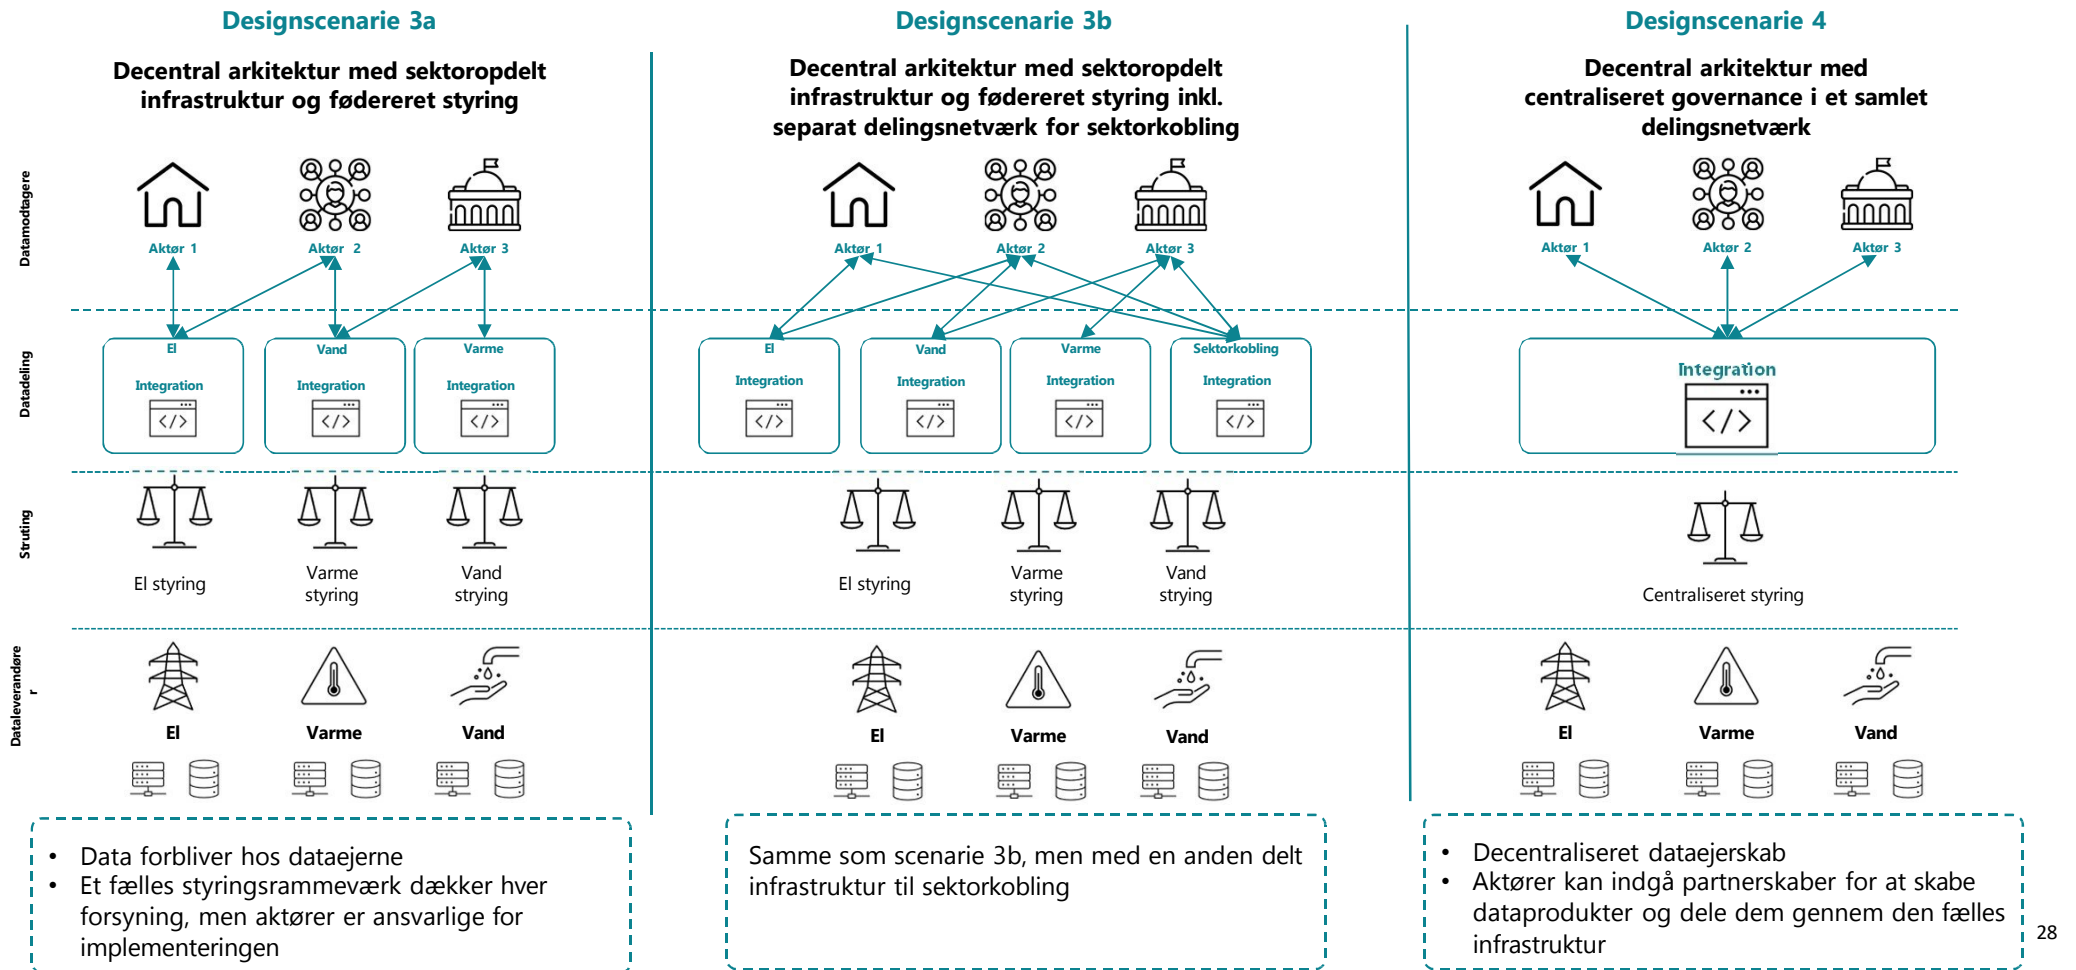 Designscenarie 3a
Designscenarie 3b
Designscenarie 4
Decentral arkitektur med sektoropdelt
infrastruktur og fødereret styring
Decentral arkitektur med sektoropdelt
infrastruktur og fødereret styring inkl.
separat delingsnetværk for sektorkobling
Decentral arkitektur med
centraliseret governance i et samlet
delingsnetværk
Datamodtagere
Aktør 1
Aktør 2
Aktør 3
Aktør 1
Aktør 2
Aktør 3
Aktør 1
Aktør 2
Aktør 3
Datadeling
El
Integration
Vand
Integration
Varme
Integration
El
Integration
Vand
Integration
Varme
Integration
Sektorkobling
Integration
Integration
Struting
El styring
Varme
styring
Vand
strying
El styring
Varme
styring
Vand
strying
Centraliseret styring
Dataleverandøre
r
El
Varme
Vand
El
Varme
Vand
El
Varme
Vand
• Data forbliver hos dataejerne
• Et fælles styringsrammeværk dækker hver
forsyning, men aktører er ansvarlige for
implementeringen
Samme som scenarie 3b, men med en anden delt
infrastruktur til sektorkobling
• Decentraliseret dataejerskab
• Aktører kan indgå partnerskaber for at skabe
dataprodukter og dele dem gennem den fælles
infrastruktur
28